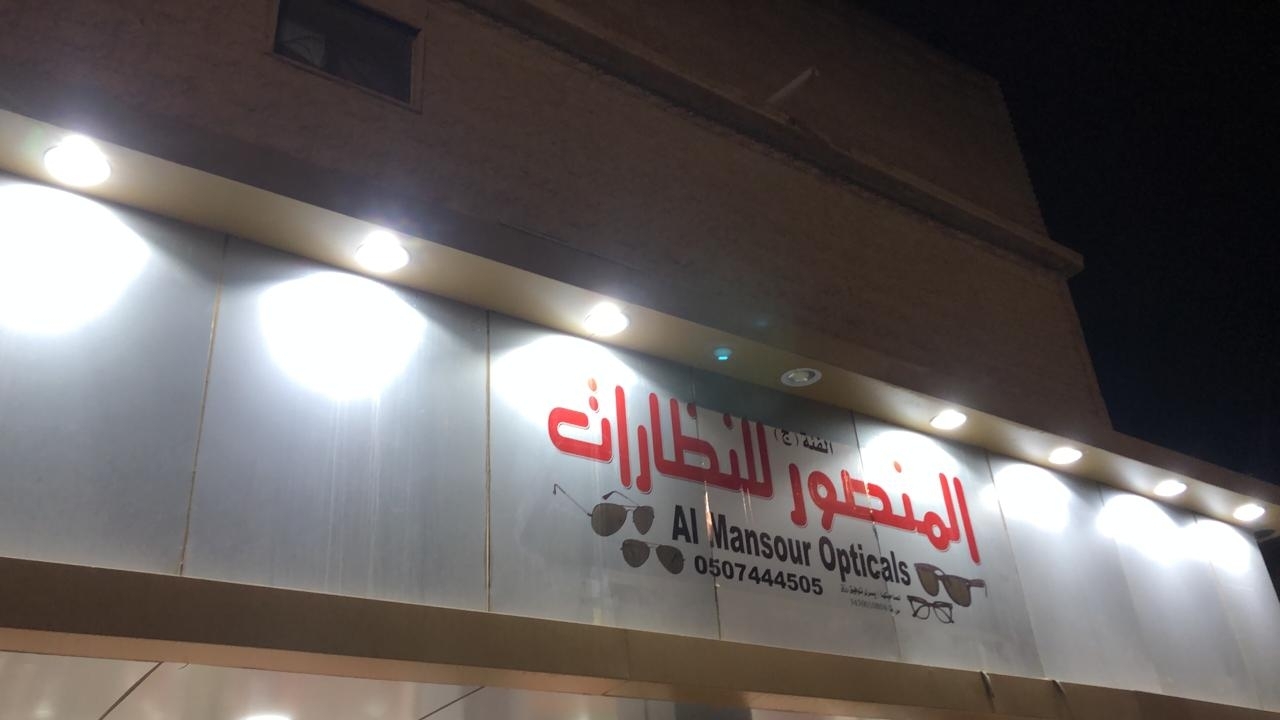 الفئة (ج)
المنصور للنظارات
Al Mansour Opticals
0507444505